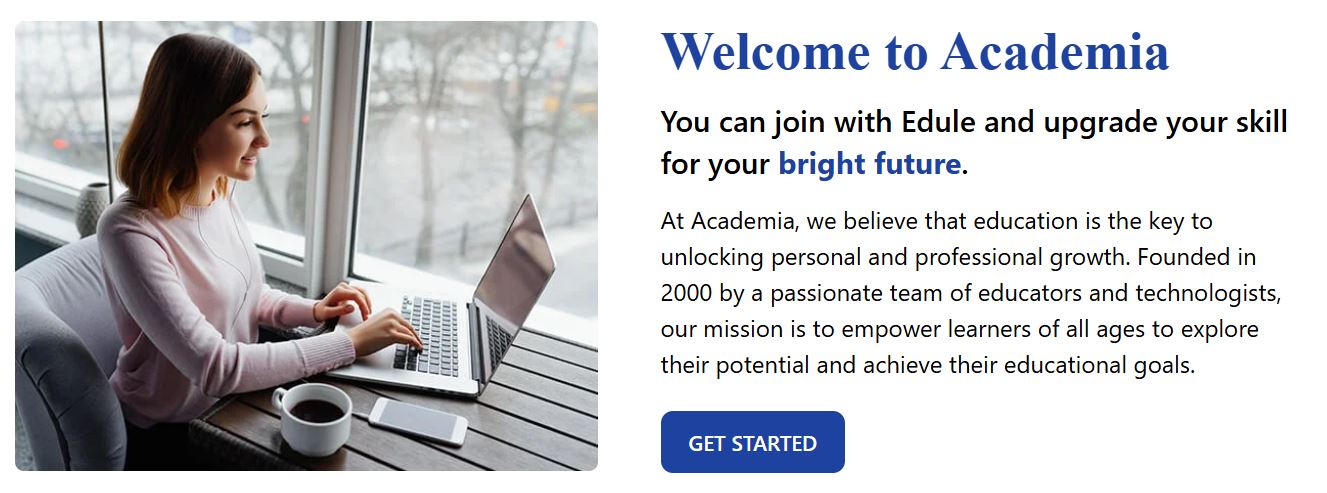 Welcome to Academia
You can join with Edule and upgrade your skill
for your bright future.
At Academia, we believe that education is the key to
unlocking personal and professional growth. Founded in
2000 by a passionate team of educators and technologists,
our mission is to empower learners of all ages to explore
their potential and achieve their educational goals.
GET STARTED